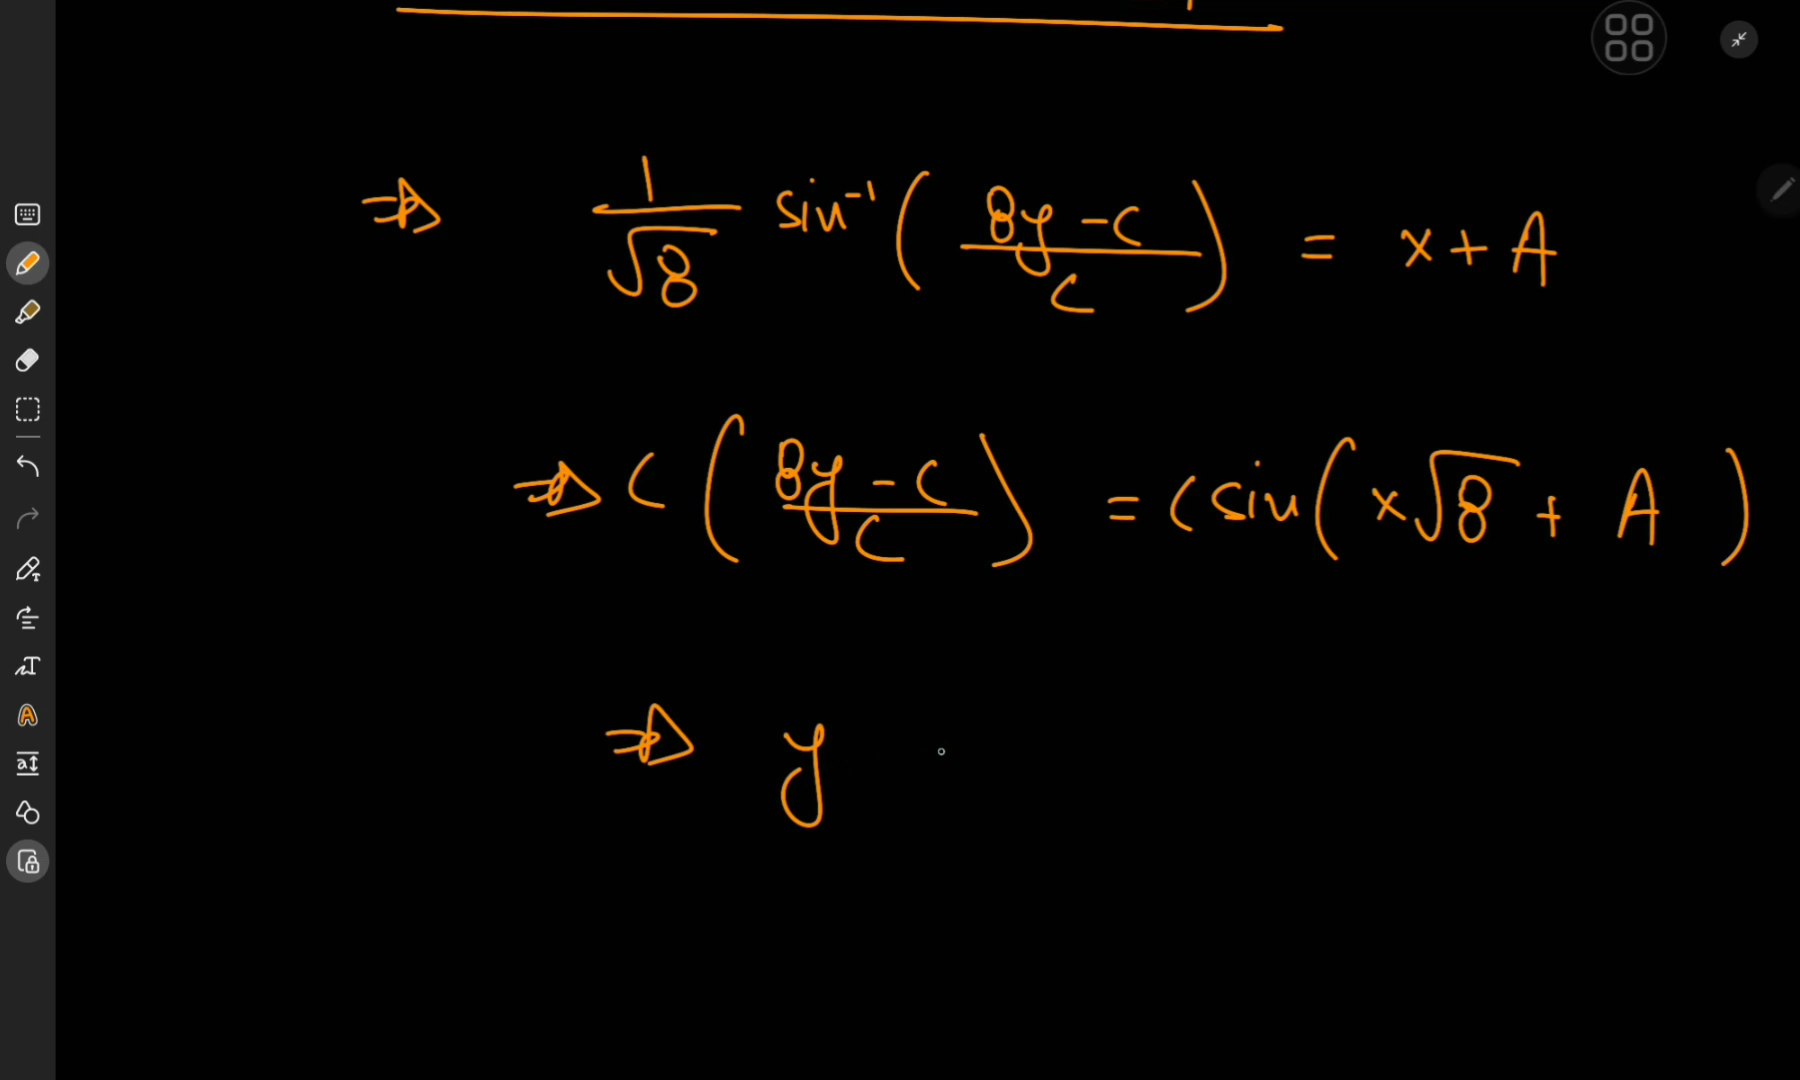 ⇒ 1/√8 sin⁻¹( (8y - c)/c ) = x + A
⇒ c( (8y - c)/c ) = c sin( x√8 + A )
⇒ y